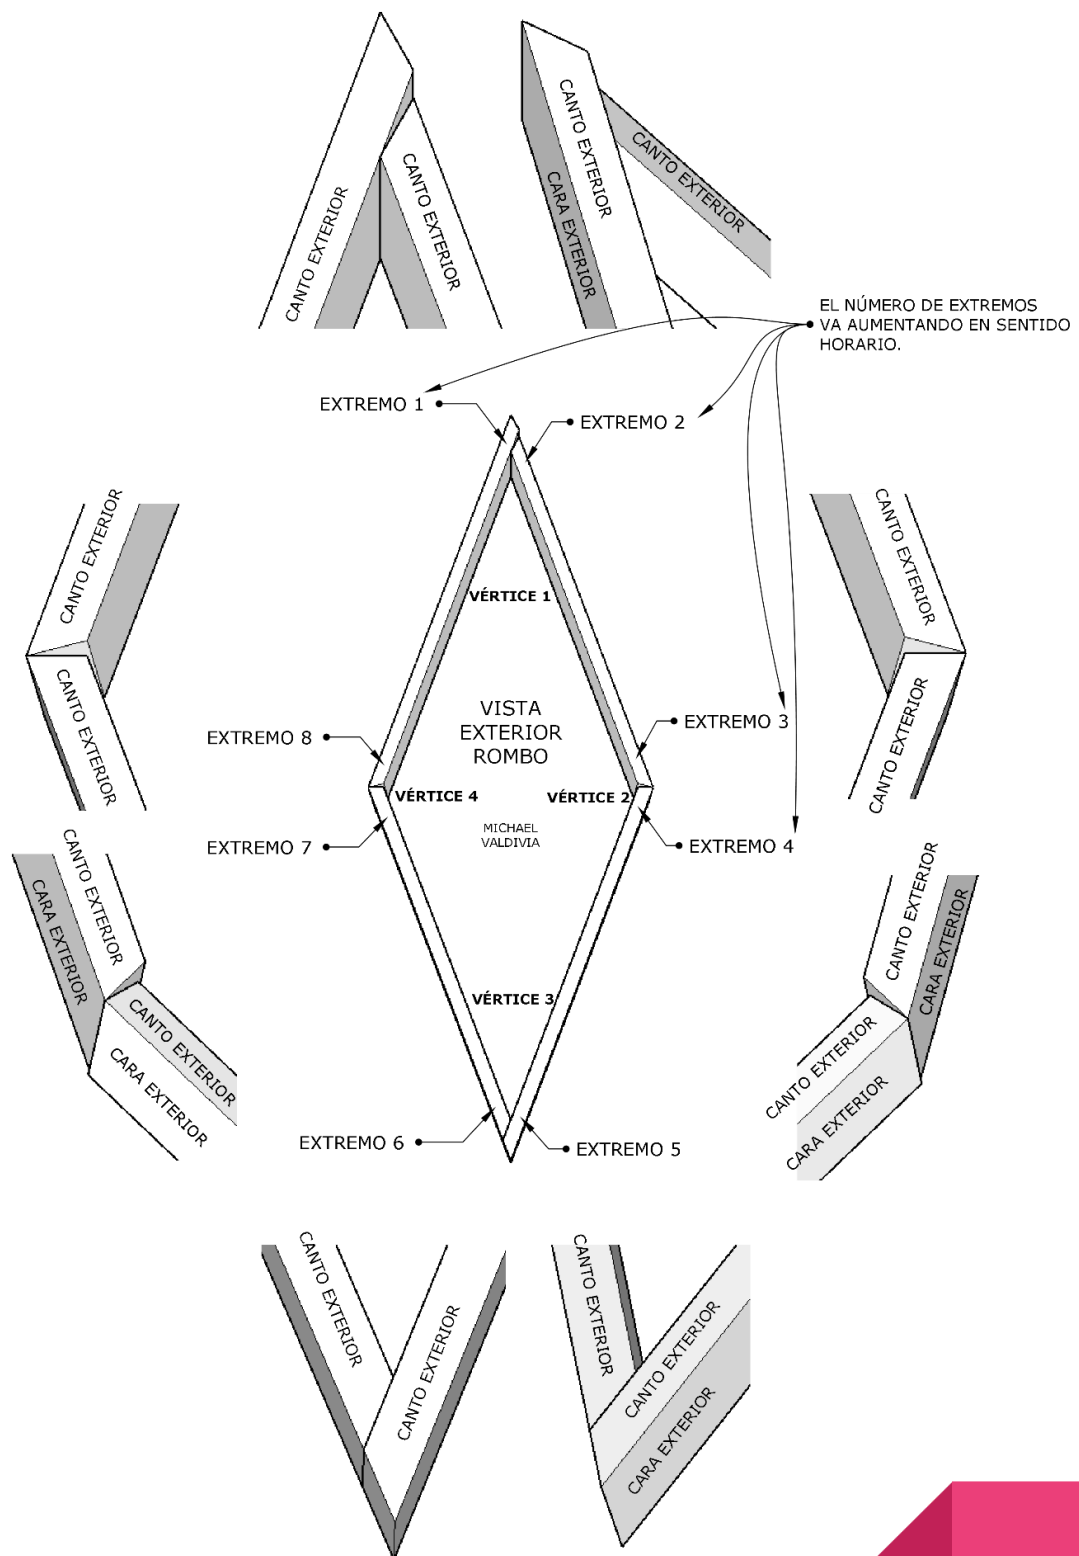 CANTO EXTERIOR
CANTO EXTERIOR
CANTO EXTERIOR
CARA EXTERIOR
CANTO EXTERIOR
EL NÚMERO DE EXTREMOS
VA AUMENTANDO EN SENTIDO
HORARIO.
EXTREMO 1
EXTREMO 2
CANTO EXTERIOR
CANTO EXTERIOR
CANTO EXTERIOR
CANTO EXTERIOR
VÉRTICE 1
VISTA
EXTERIOR
ROMBO
EXTREMO 3
EXTREMO 8
VÉRTICE 4
VÉRTICE 2
MICHAEL
VALDIVIA
EXTREMO 7
EXTREMO 4
CANTO EXTERIOR
CARA EXTERIOR
CANTO EXTERIOR
CARA EXTERIOR
CANTO EXTERIOR
CARA EXTERIOR
CANTO EXTERIOR
CARA EXTERIOR
VÉRTICE 3
EXTREMO 6
EXTREMO 5
CANTO EXTERIOR
CANTO EXTERIOR
CANTO EXTERIOR
CANTO EXTERIOR
CARA EXTERIOR